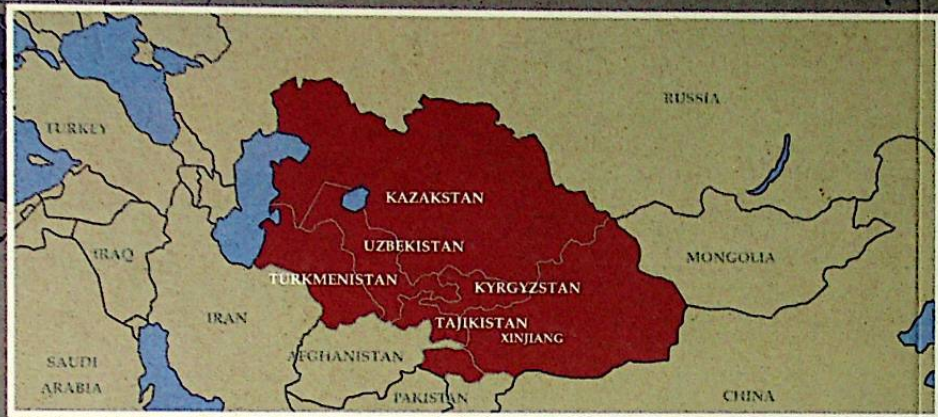 RUSSIA
TURKEY
KAZAKSTAN
UZBEKISTAN
IRAQ
MONGOLIA
TURKMENISTAN
KYRGYZSTAN
IRAN
TAJIKISTAN
XINJIANG
AFGHANISTAN
SAUDI
ARABIA
PAKISTAN
CHINA